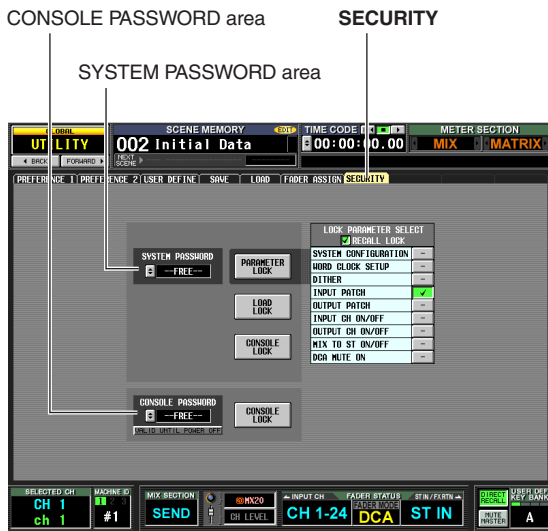 CONSOLE PASSWORD area
SECURITY
SYSTEM PASSWORD area
GLOBAL
UTILITY
BACK
FORWARD
SCENE MEMORY
EDIT
002 Initial Data
NEXT SCENE
TIME CODE
00:00:00.00
METER SECTION
MIX
MATRIX
PREFERENCE 1
PREFERENCE 2
USER DEFINE
SAVE
LOAD
FADER ASSIGN
SECURITY
LOCK PARAMETER SELECT
RECALL LOCK
SYSTEM PASSWORD
--FREE--
PARAMETER LOCK
LOAD LOCK
CONSOLE LOCK
SYSTEM CONFIGURATION
WORD CLOCK SETUP
DITHER
INPUT PATCH
OUTPUT PATCH
INPUT CH ON/OFF
OUTPUT CH ON/OFF
MIX TO ST ON/OFF
DCA MUTE ON
CONSOLE PASSWORD
--FREE--
VALID UNTIL POWER OFF
CONSOLE LOCK
SELECTED CH
CH 1
ch 1
MACHINE ID
1 2 3
#1
MIX SECTION
SEND
MX20
CH LEVEL
INPUT CH
FADER STATUS
ST IN/FXRTN
CH 1-24
FADER MODE
DCA
ST IN
DIRECT RECALL
MUTE MASTER
USER DEF
KEY BANK
A